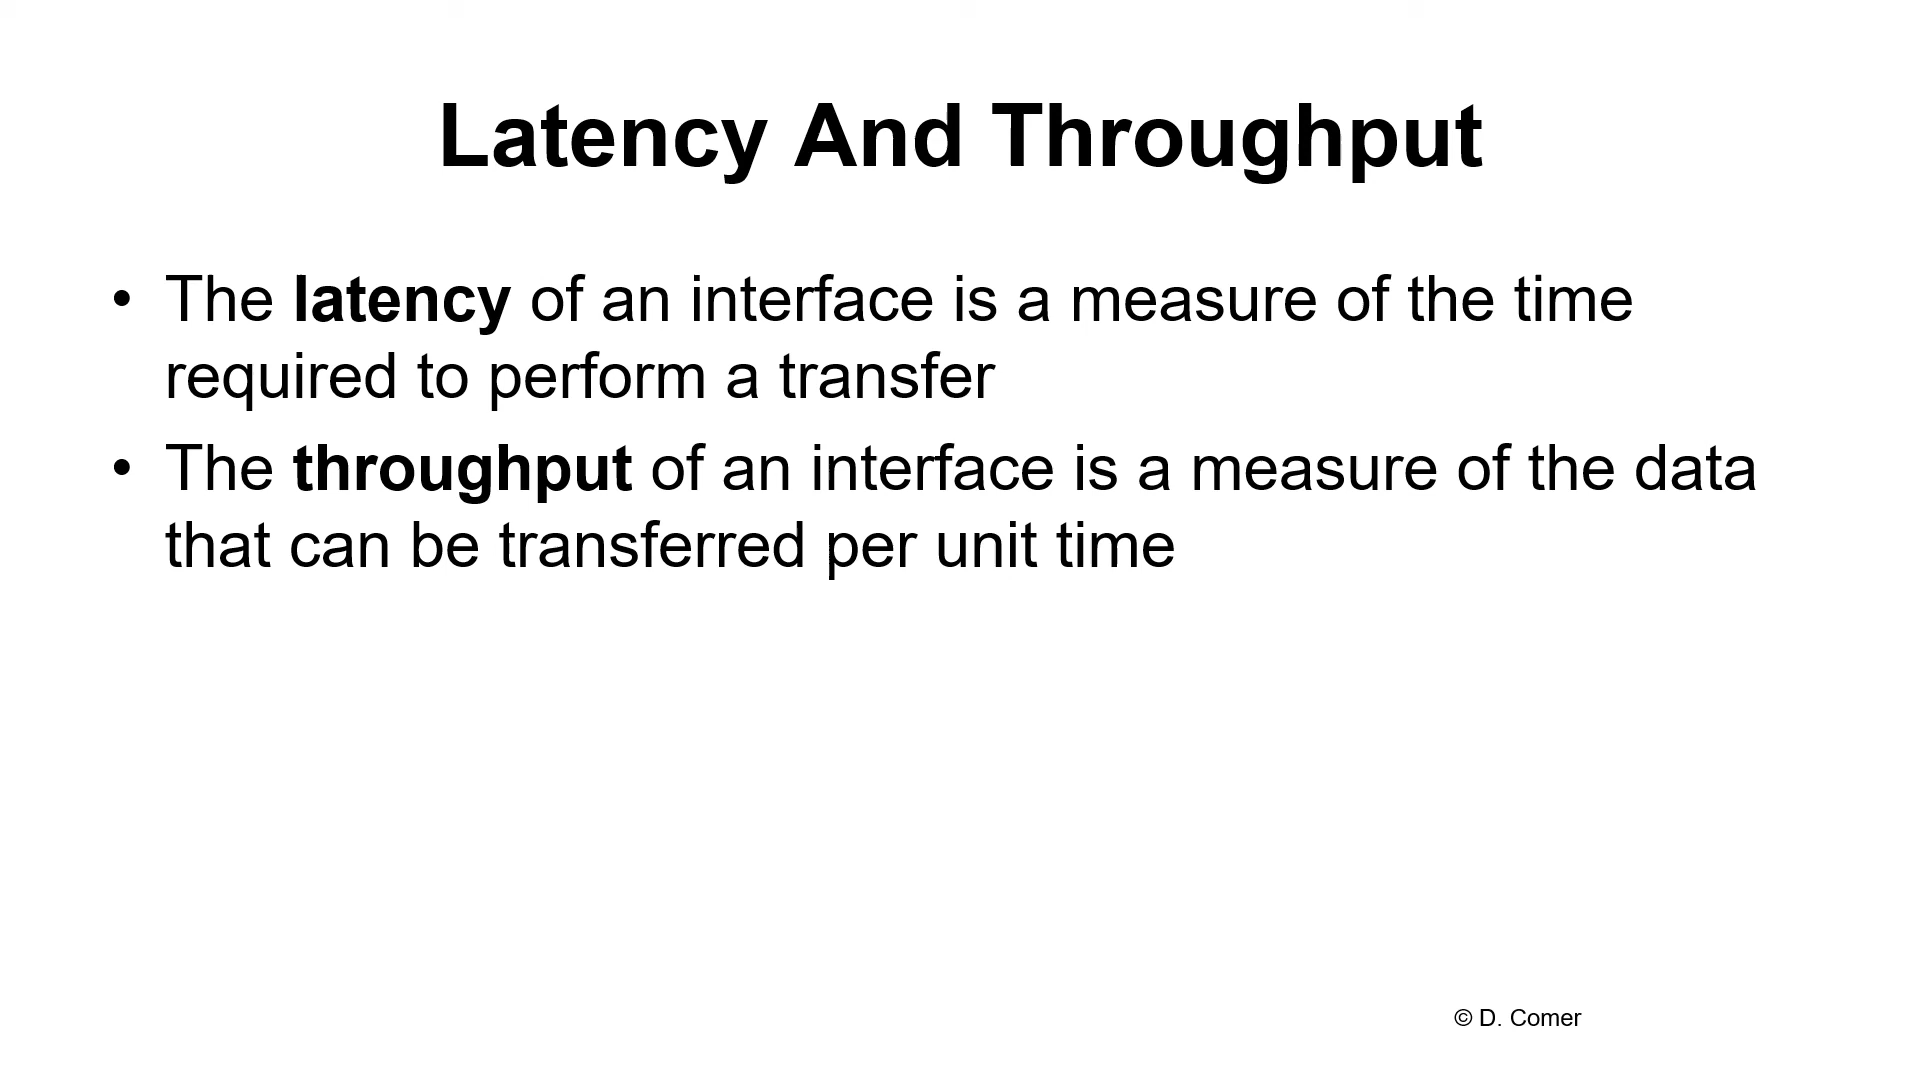 Latency And Throughput
• The latency of an interface is a measure of the time
required to perform a transfer
• The throughput of an interface is a measure of the data
that can be transferred per unit time
© D. Comer